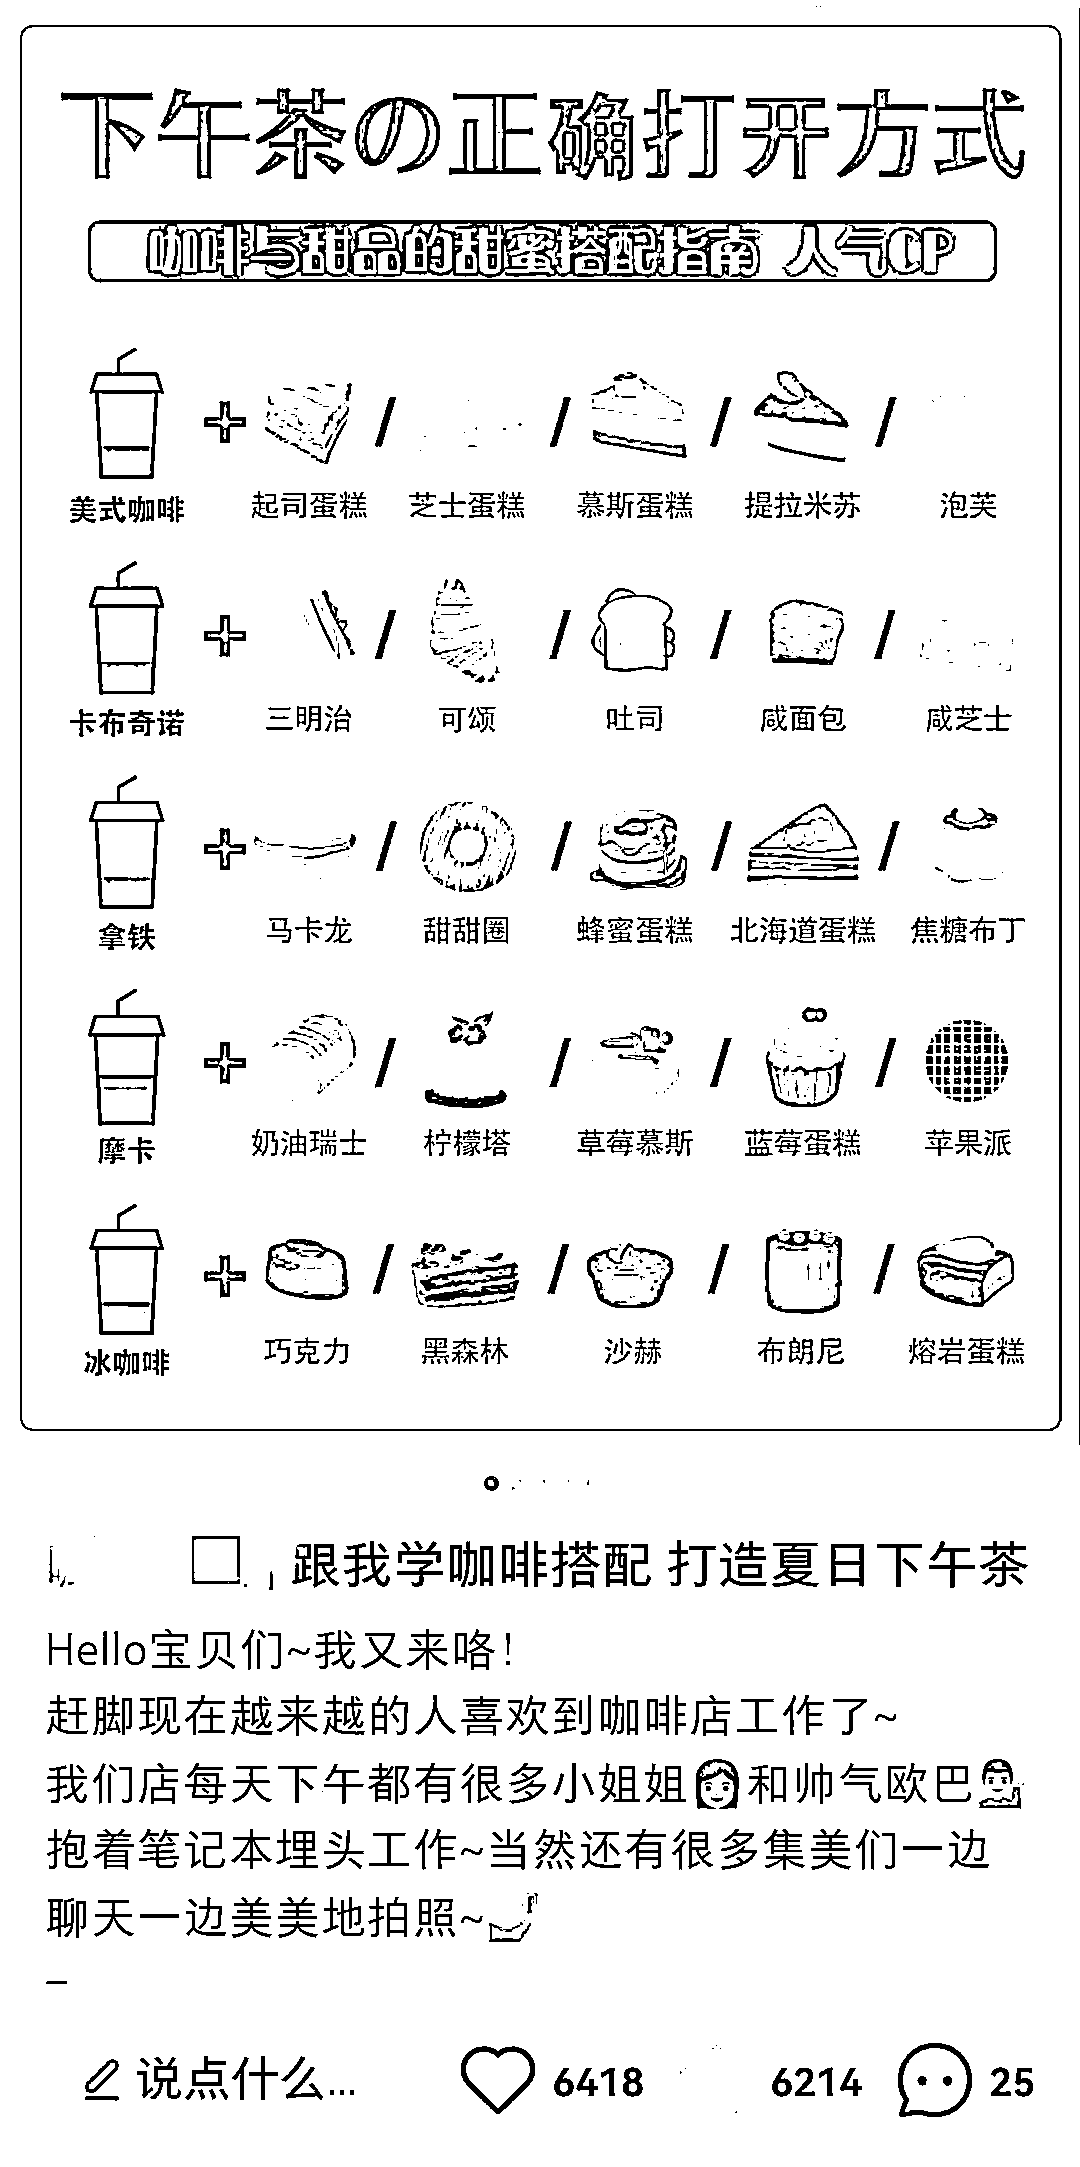 下午茶の正确打开方式
咖啡与甜品的甜蜜搭配指南 人气CP
美式咖啡 + 起司蛋糕 / 芝士蛋糕 / 慕斯蛋糕 / 提拉米苏 / 泡芙
卡布奇诺 + 三明治 / 可颂 / 吐司 / 咸面包 / 咸芝士
拿铁 + 马卡龙 / 甜甜圈 / 蜂蜜蛋糕 / 北海道蛋糕 / 焦糖布丁
摩卡 + 奶油瑞士 / 柠檬塔 / 草莓慕斯 / 蓝莓蛋糕 / 苹果派
冰咖啡 + 巧克力 / 黑森林 / 沙赫 / 布朗尼 / 熔岩蛋糕
跟我学咖啡搭配 打造夏日下午茶
Hello宝贝们~我又来咯!
赶脚现在越来越的人喜欢到咖啡店工作了~
我们店每天下午都有很多小姐姐👩和帅气欧巴💁‍♂️
抱着笔记本埋头工作~当然还有很多集美们一边
聊天一边美美地拍照~🤳
–
说点什么... 6418 6214 25